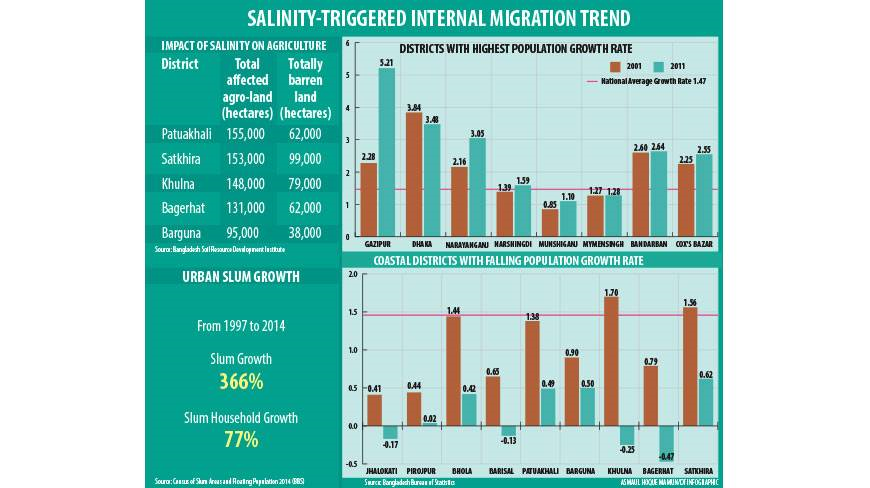 SALINITY-TRIGGERED INTERNAL MIGRATION TREND
IMPACT OF SALINITY ON AGRICULTURE
District Total affected agro-land (hectares) Totally barren land (hectares)
Patuakhali 155,000 62,000
Satkhira 153,000 99,000
Khulna 148,000 79,000
Bagerhat 131,000 62,000
Barguna 95,000 38,000
Source: Bangladesh Soil Resource Development Institute
URBAN SLUM GROWTH
From 1997 to 2014
Slum Growth
366%
Slum Household Growth
77%
Source: Census of Slum Areas and Floating Population 2014 (BBS)
DISTRICTS WITH HIGHEST POPULATION GROWTH RATE
2001 2011
National Average Growth Rate 1.47
6
5
4
3
2
1
0
2.28 5.21 3.84 3.48 2.16 3.05 1.39 1.59 0.85 1.10 1.27 1.28 2.60 2.64 2.25 2.55
GAZIPUR DHAKA NARAYANGANJ NARSHINGDI MUNSHIGANJ MYMENSINGH BANDARBAN COX'S BAZAR
COASTAL DISTRICTS WITH FALLING POPULATION GROWTH RATE
2.0
1.5
1.0
0.5
0.0
-0.5
0.41 -0.17 0.44 0.02 1.44 0.42 0.65 -0.13 1.38 0.49 0.90 0.50 1.70 -0.25 0.79 -0.47 1.56 0.62
JHALOKATI PIROJPUR BHOLA BARISAL PATUAKHALI BARGUNA KHULNA BAGERHAT SATKHIRA
Source: Bangladesh Bureau of Statistics
ASMAUL HOQUE MAMUN/DT INFOGRAPHIC